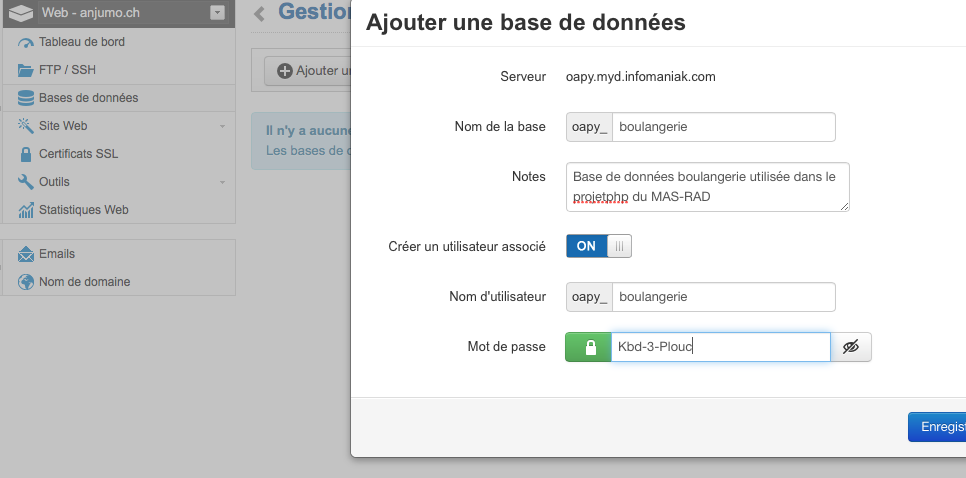 Web - anjumo.ch
Tableau de bord
FTP / SSH
Bases de données
Site Web
Certificats SSL
Outils
Statistiques Web
Emails
Nom de domaine
Gestion
Ajouter
Il n'y a aucune
Les bases de
Ajouter une base de données
Serveur oapy.myd.infomaniak.com
Nom de la base oapy_ boulangerie
Notes Base de données boulangerie utilisée dans le
projetphp du MAS-RAD
Créer un utilisateur associé ON
Nom d'utilisateur oapy_ boulangerie
Mot de passe Kbd-3-Plouc
Enregist